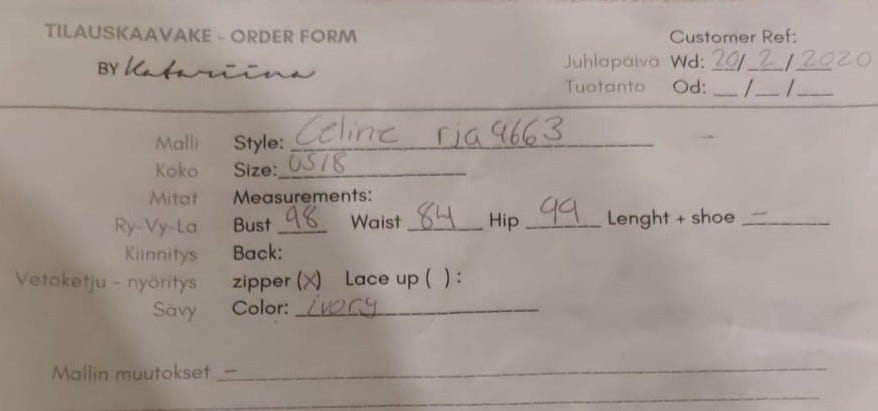 TILAUSKAAVAKE - ORDER FORM
BY Katariina
Customer Ref:
Juhlapäivä Wd: 20/2/2020
Tuotanto Od: __/__/__
Malli Style: Celine rja9663
Koko Size: US18
Mitat Measurements:
Ry-Vy-La Bust 98 Waist 84 Hip 99 Lenght + shoe –
Kiinnitys Back:
Vetoketju - nyöritys zipper (X) Lace up ( ) :
Sävy Color: ivory
Mallin muutokset –